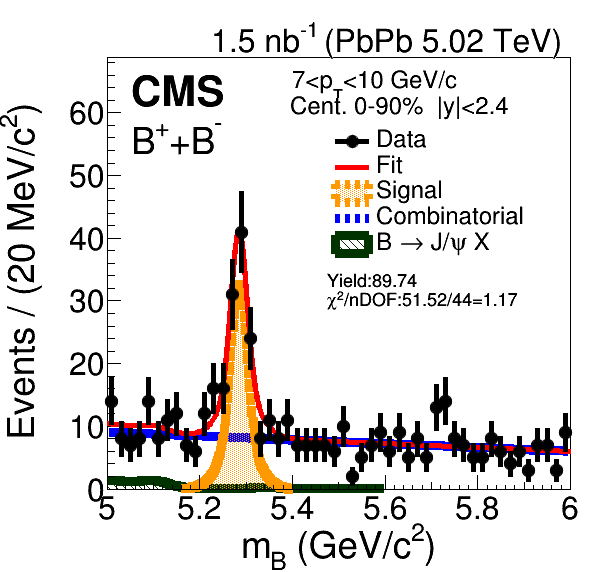 1.5 nb⁻¹ (PbPb 5.02 TeV)
CMS
7<p_T<10 GeV/c
Cent. 0-90% |y|<2.4
B⁺+B⁻
Data
Fit
Signal
Combinatorial
B → J/ψ X
Yield:89.74
χ²/nDOF:51.52/44=1.17
Events / (20 MeV/c²)
60
50
40
30
20
10
0
5 5.2 5.4 5.6 5.8 6
m_B (GeV/c²)